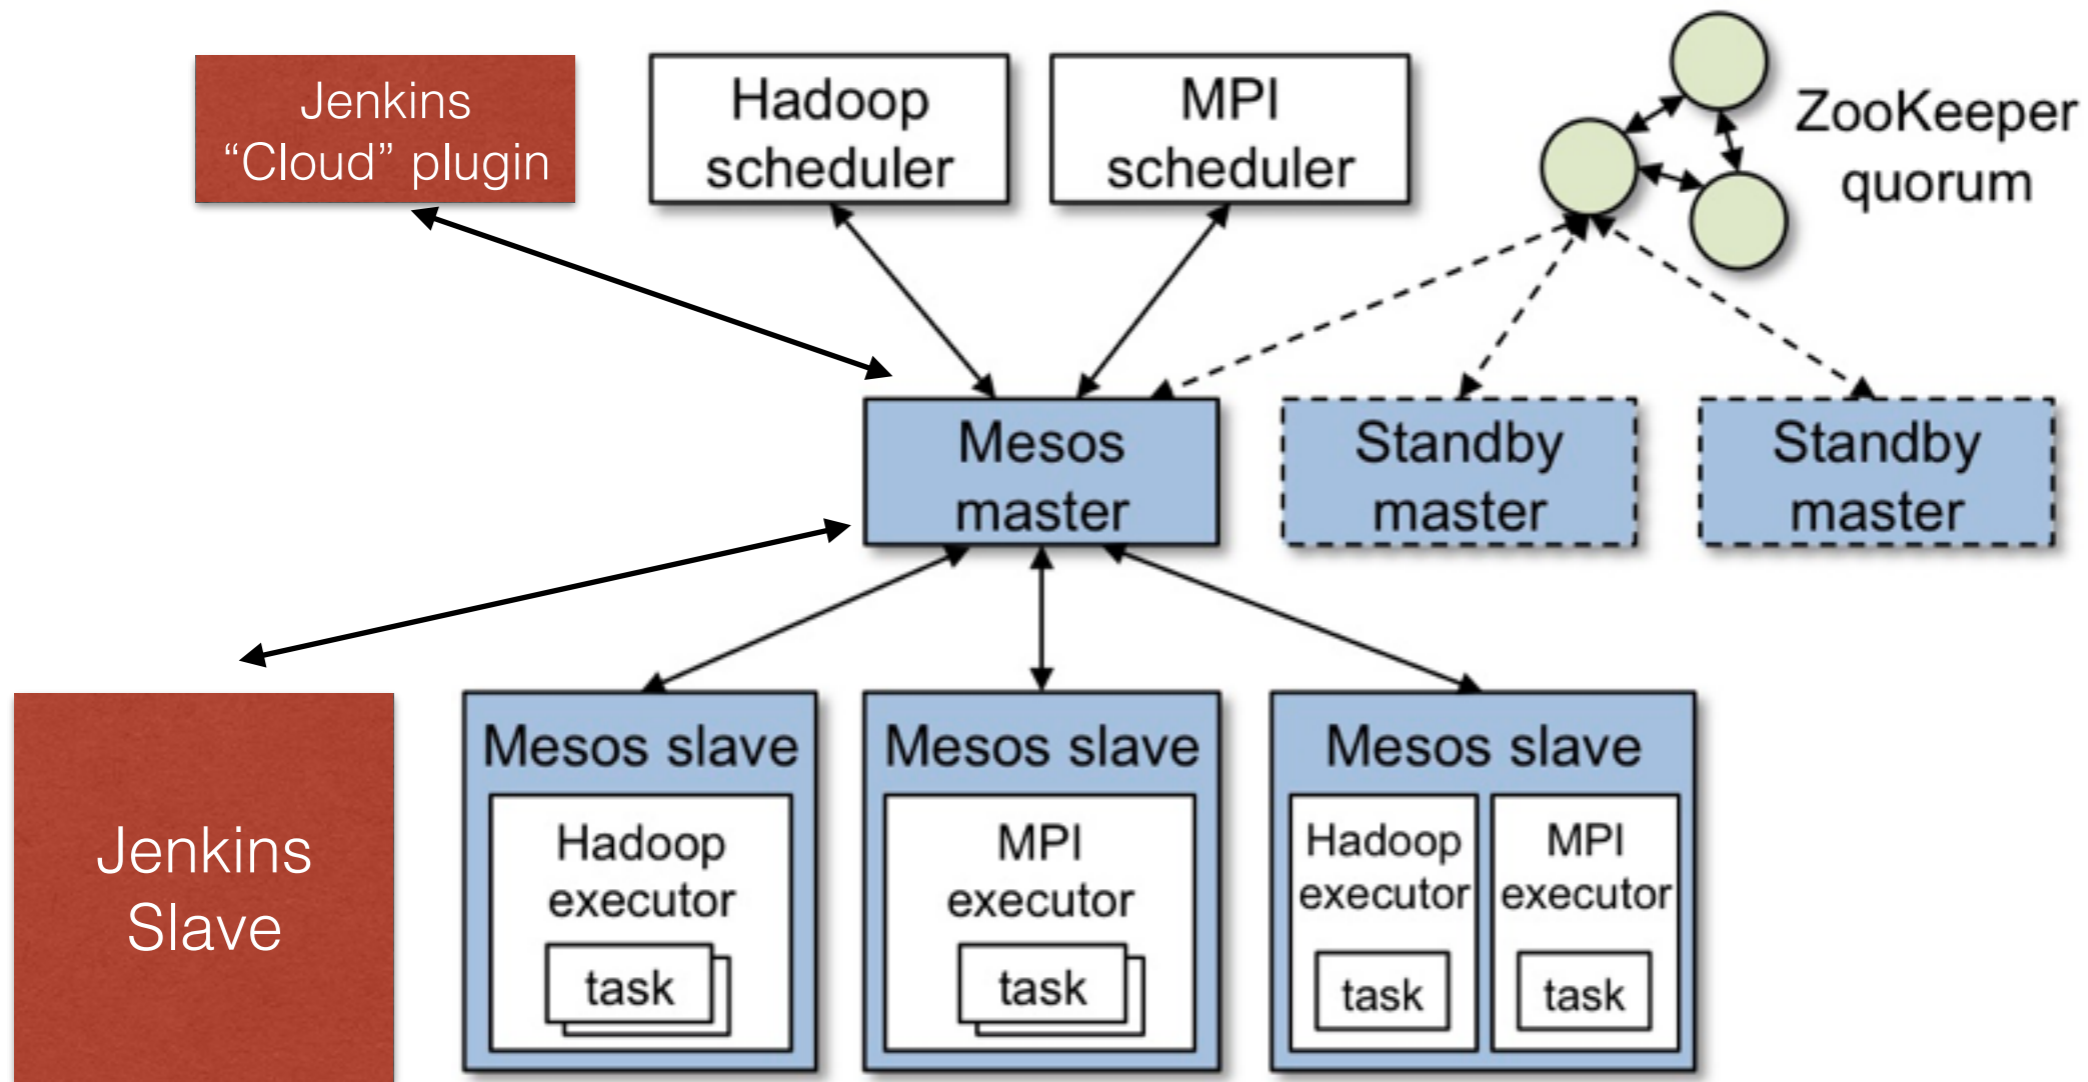 Jenkins
“Cloud” plugin
Hadoop
scheduler
MPI
scheduler
ZooKeeper
quorum
Mesos
master
Standby
master
Standby
master
Jenkins
Slave
Mesos slave
Hadoop
executor
task
Mesos slave
MPI
executor
task
Mesos slave
Hadoop
executor
task
MPI
executor
task